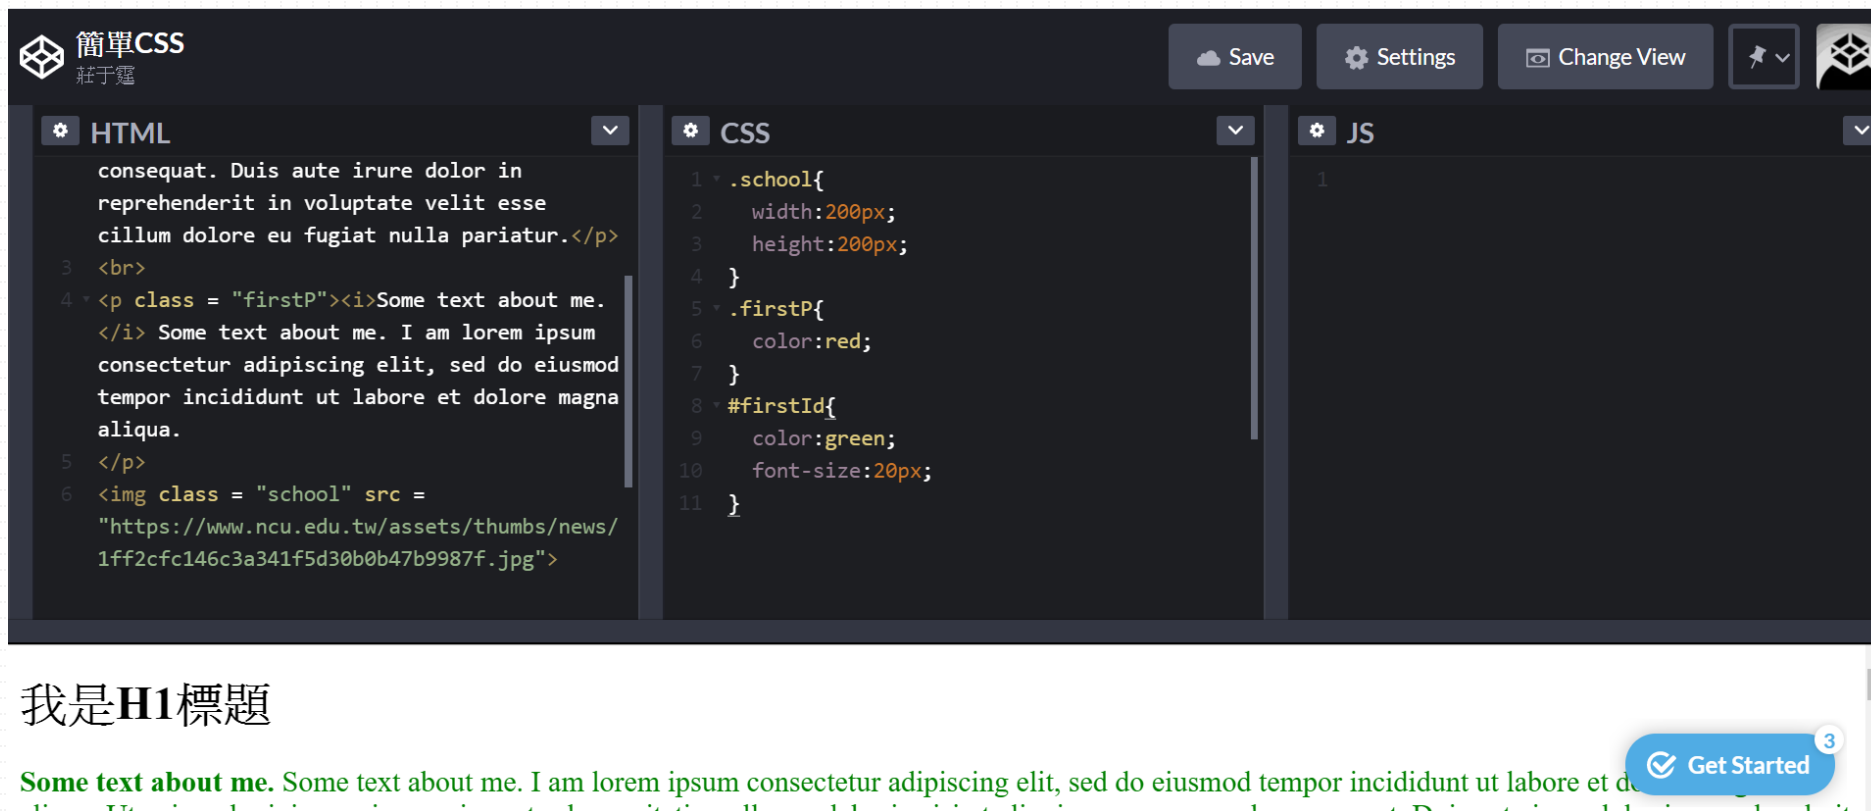 簡單CSS
莊于霆
Save
Settings
Change View
HTML
consequat. Duis aute irure dolor in
reprehenderit in voluptate velit esse
cillum dolore eu fugiat nulla pariatur.</p>
3 <br>
4 <p class = "firstP"><i>Some text about me.
</i> Some text about me. I am lorem ipsum
consectetur adipiscing elit, sed do eiusmod
tempor incididunt ut labore et dolore magna
aliqua.
5 </p>
6 <img class = "school" src =
"https://www.ncu.edu.tw/assets/thumbs/news/
1ff2cfc146c3a341f5d30b0b47b9987f.jpg">
CSS
1 .school{
2 width:200px;
3 height:200px;
4 }
5 .firstP{
6 color:red;
7 }
8 #firstId{
9 color:green;
10 font-size:20px;
11 }
JS
1
我是H1標題
Some text about me. Some text about me. I am lorem ipsum consectetur adipiscing elit, sed do eiusmod tempor incididunt ut labore et
3
Get Started